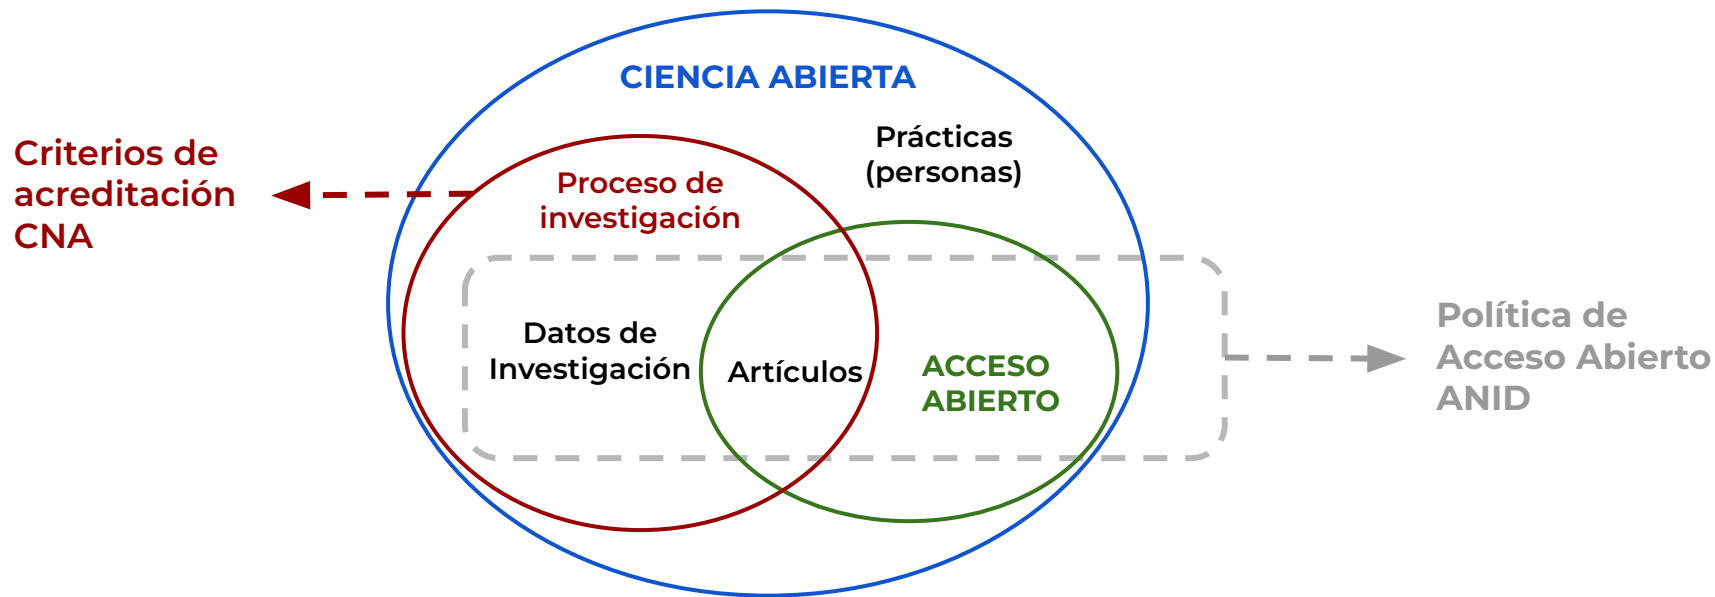 CIENCIA ABIERTA
Prácticas
(personas)
Criterios de
acreditación
CNA
Proceso de
investigación
Datos de
Investigación
Artículos
ACCESO
ABIERTO
Política de
Acceso Abierto
ANID